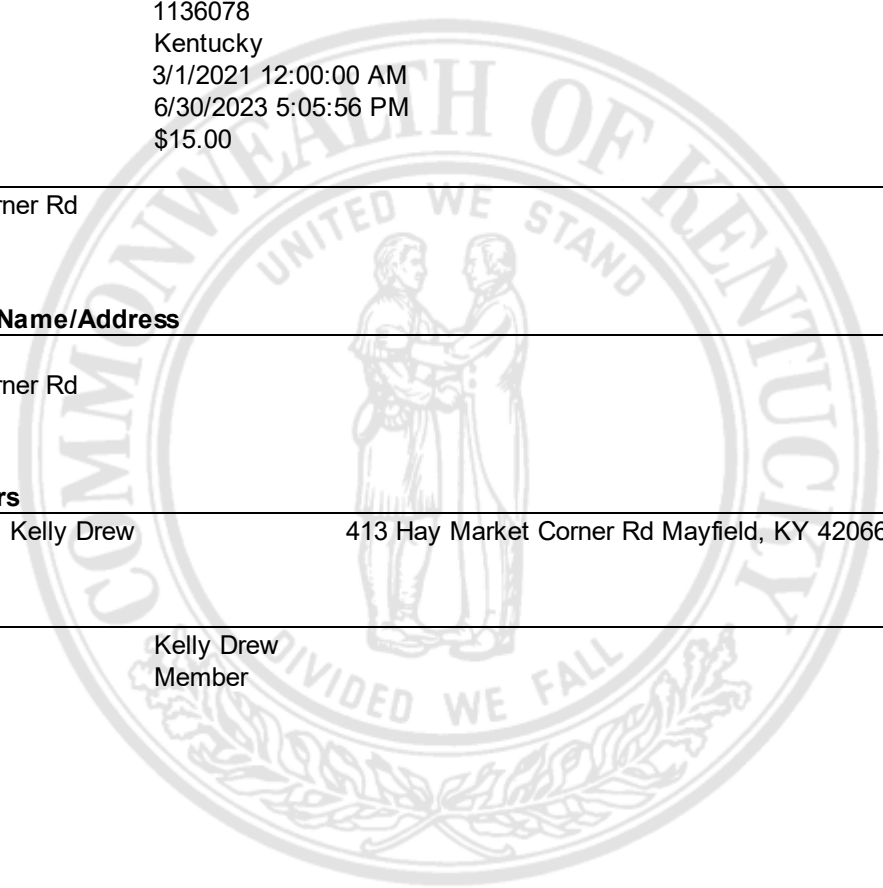 1136078
Kentucky
3/1/2021 12:00:00 AM
6/30/2023 5:05:56 PM
$15.00
rner Rd
Name/Address
rner Rd
rs
Kelly Drew 413 Hay Market Corner Rd Mayfield, KY 42066
Kelly Drew
Member
COMMONWEALTH OF KENTUCKY
UNITED WE STAND
DIVIDED WE FALL